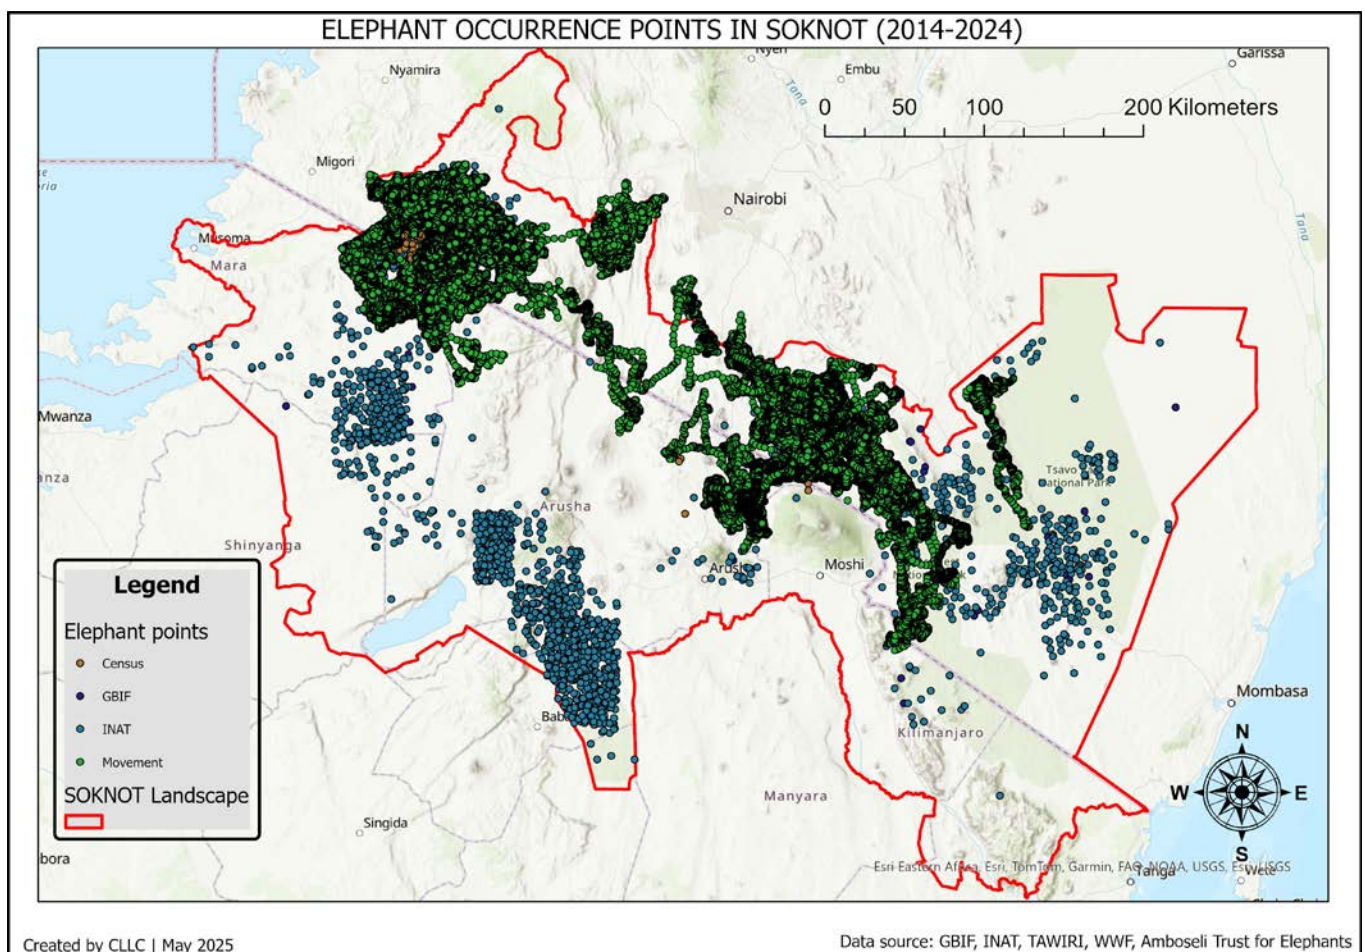 ELEPHANT OCCURRENCE POINTS IN SOKNOT (2014-2024)
Garissa
Nyamira
Embu
Tana
0 50 100 200 Kilometers
Migori
Nairobi
Tana
Musoma
Mara
Mwanza
Tsavo
National Park
Arusha
Shinyanga
Moshi
Legend
Elephant points
Census
GBIF
INAT
Movement
SOKNOT Landscape
Mombasa
Kilimanjaro
N
W E
S
Manyara
Singida
Tanga
Esri Eastern Africa, Esri, TomTom, Garmin, FAO, NOAA, USGS, Esri, USGS
Created by CLLC | May 2025
Data source: GBIF, INAT, TAWIRI, WWF, Amboseli Trust for Elephants